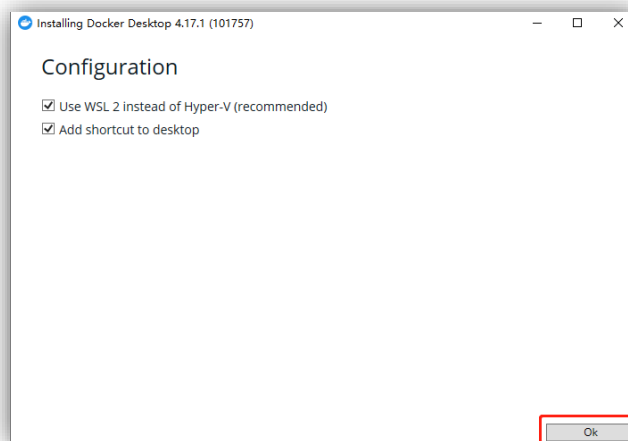 Installing Docker Desktop 4.17.1 (101757)
Configuration
Use WSL 2 instead of Hyper-V (recommended)
Add shortcut to desktop
Ok